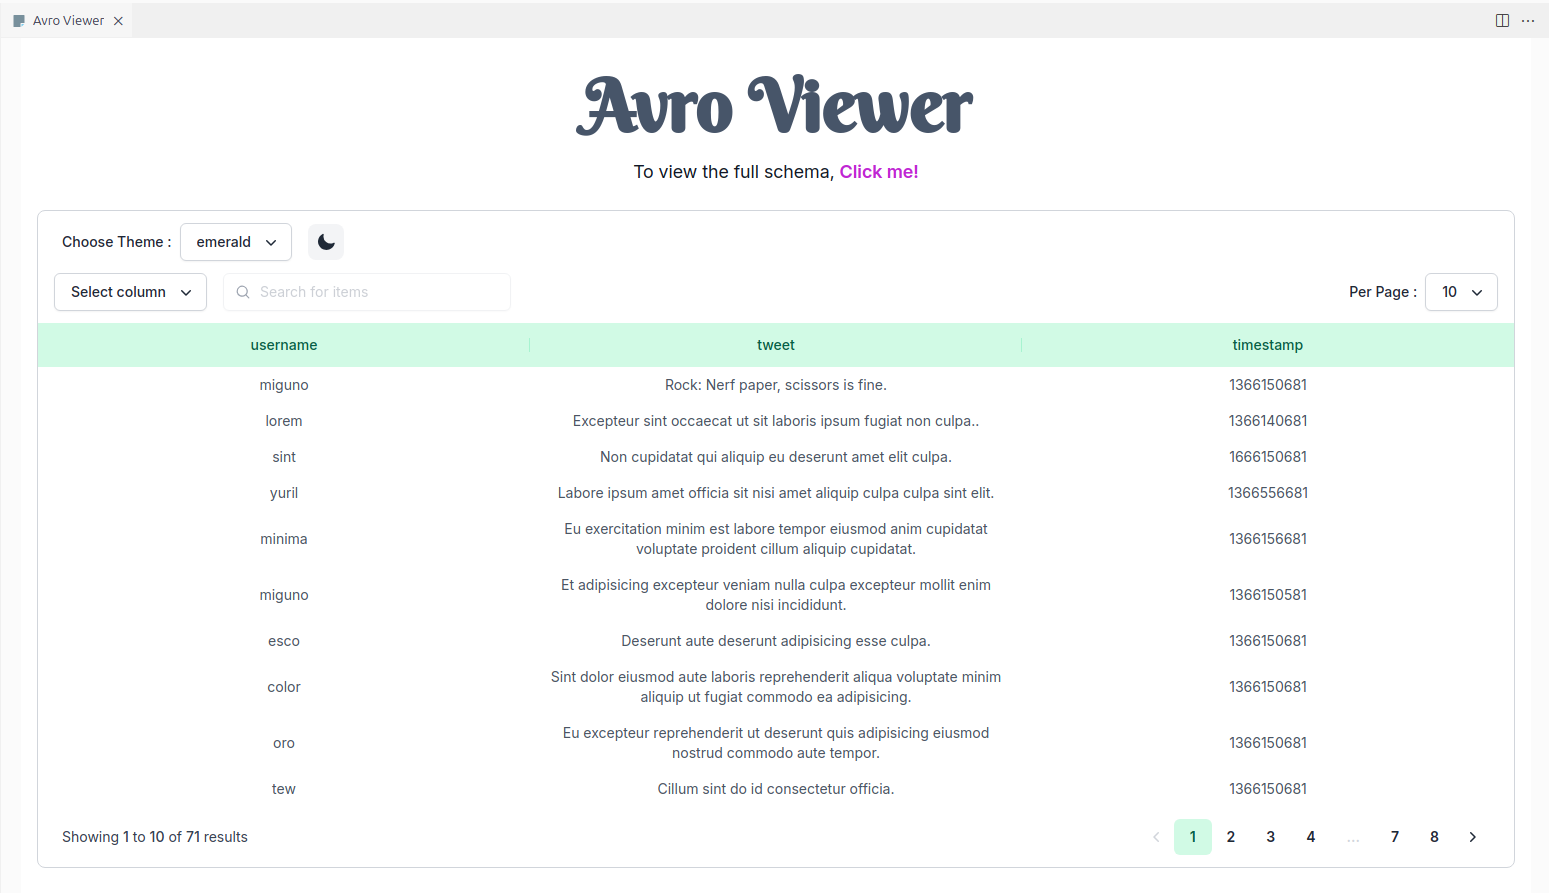 Avro Viewer
Avro Viewer
To view the full schema, Click me!
Choose Theme : emerald
Select column Search for items Per Page : 10
username tweet timestamp
miguno Rock: Nerf paper, scissors is fine. 1366150681
lorem Excepteur sint occaecat ut sit laboris ipsum fugiat non culpa.. 1366140681
sint Non cupidatat qui aliquip eu deserunt amet elit culpa. 1666150681
yuril Labore ipsum amet officia sit nisi amet aliquip culpa culpa sint elit. 1366556681
minima Eu exercitation minim est labore tempor eiusmod anim cupidatat 1366156681
voluptate proident cillum aliquip cupidatat.
miguno Et adipisicing excepteur veniam nulla culpa excepteur mollit enim 1366150581
dolore nisi incididunt.
esco Deserunt aute deserunt adipisicing esse culpa. 1366150681
color Sint dolor eiusmod aute laboris reprehenderit aliqua voluptate minim 1366150681
aliquip ut fugiat commodo ea adipisicing.
oro Eu excepteur reprehenderit ut deserunt quis adipisicing eiusmod 1366150681
nostrud commodo aute tempor.
tew Cillum sint do id consectetur officia. 1366150681
Showing 1 to 10 of 71 results 1 2 3 4 ... 7 8